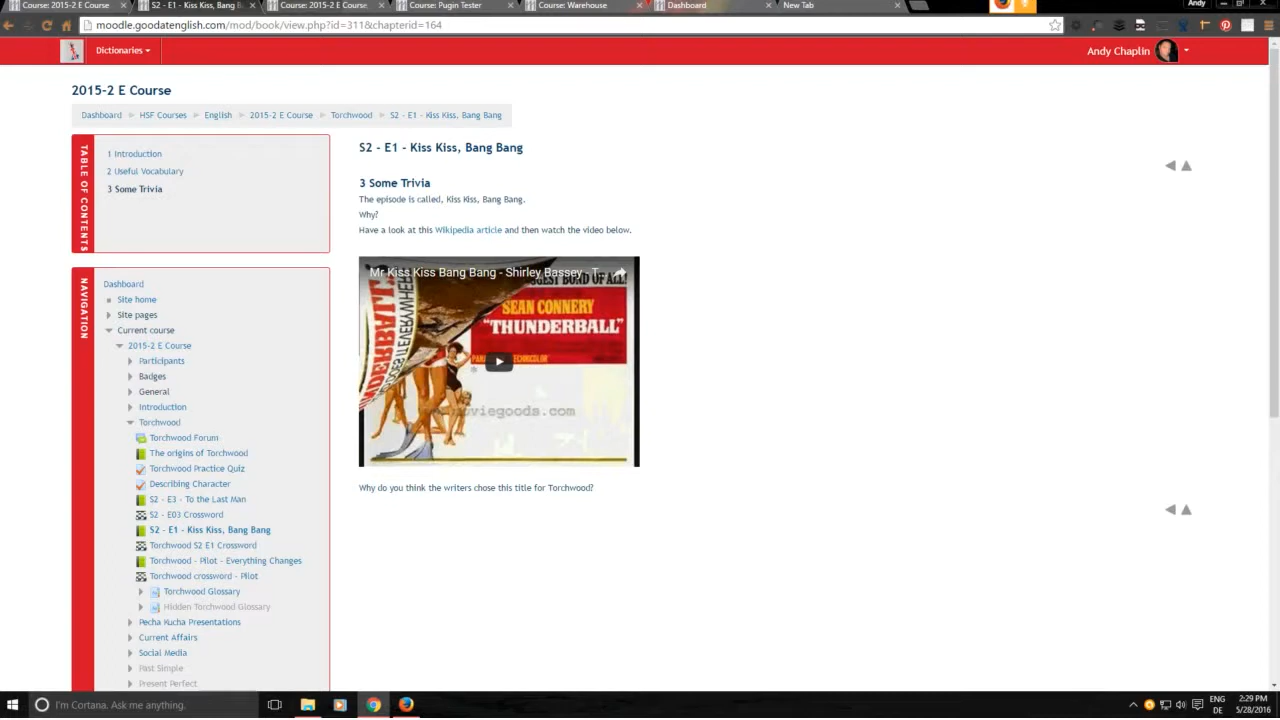 Course: 2015-2 E Course
S2 - E1 - Kiss Kiss, Bang B
Course: 2015-2 E Course
Course: Pugin Tester
Course: Warehouse
Dashboard
New Tab
Andy
moodle.goodatenglish.com/mod/book/view.php?id=311&chapterid=164
Dictionaries
Andy Chaplin
2015-2 E Course
Dashboard
HSF Courses
English
2015-2 E Course
Torchwood
S2 - E1 - Kiss Kiss, Bang Bang
TABLE OF CONTENTS
1 Introduction
2 Useful Vocabulary
3 Some Trivia
NAVIGATION
Dashboard
Site home
Site pages
Current course
2015-2 E Course
Participants
Badges
General
Introduction
Torchwood
Torchwood Forum
The origins of Torchwood
Torchwood Practice Quiz
Describing Character
S2 - E3 - To the Last Man
S2 - E03 Crossword
S2 - E1 - Kiss Kiss, Bang Bang
Torchwood S2 E1 Crossword
Torchwood - Pilot - Everything Changes
Torchwood crossword - Pilot
Torchwood Glossary
Hidden Torchwood Glossary
Pecha Kucha Presentations
Current Affairs
Social Media
Past Simple
Present Perfect
S2 - E1 - Kiss Kiss, Bang Bang
3 Some Trivia
The episode is called, Kiss Kiss, Bang Bang.
Why?
Have a look at this Wikipedia article and then watch the video below.
Mr Kiss Kiss Bang Bang - Shirley Bassey - T...
BOND OF ALL!
SEAN CONNERY
"THUNDERBALL"
Why do you think the writers chose this title for Torchwood?
I'm Cortana. Ask me anything.
ENG
DE
2:29 PM
5/28/2016